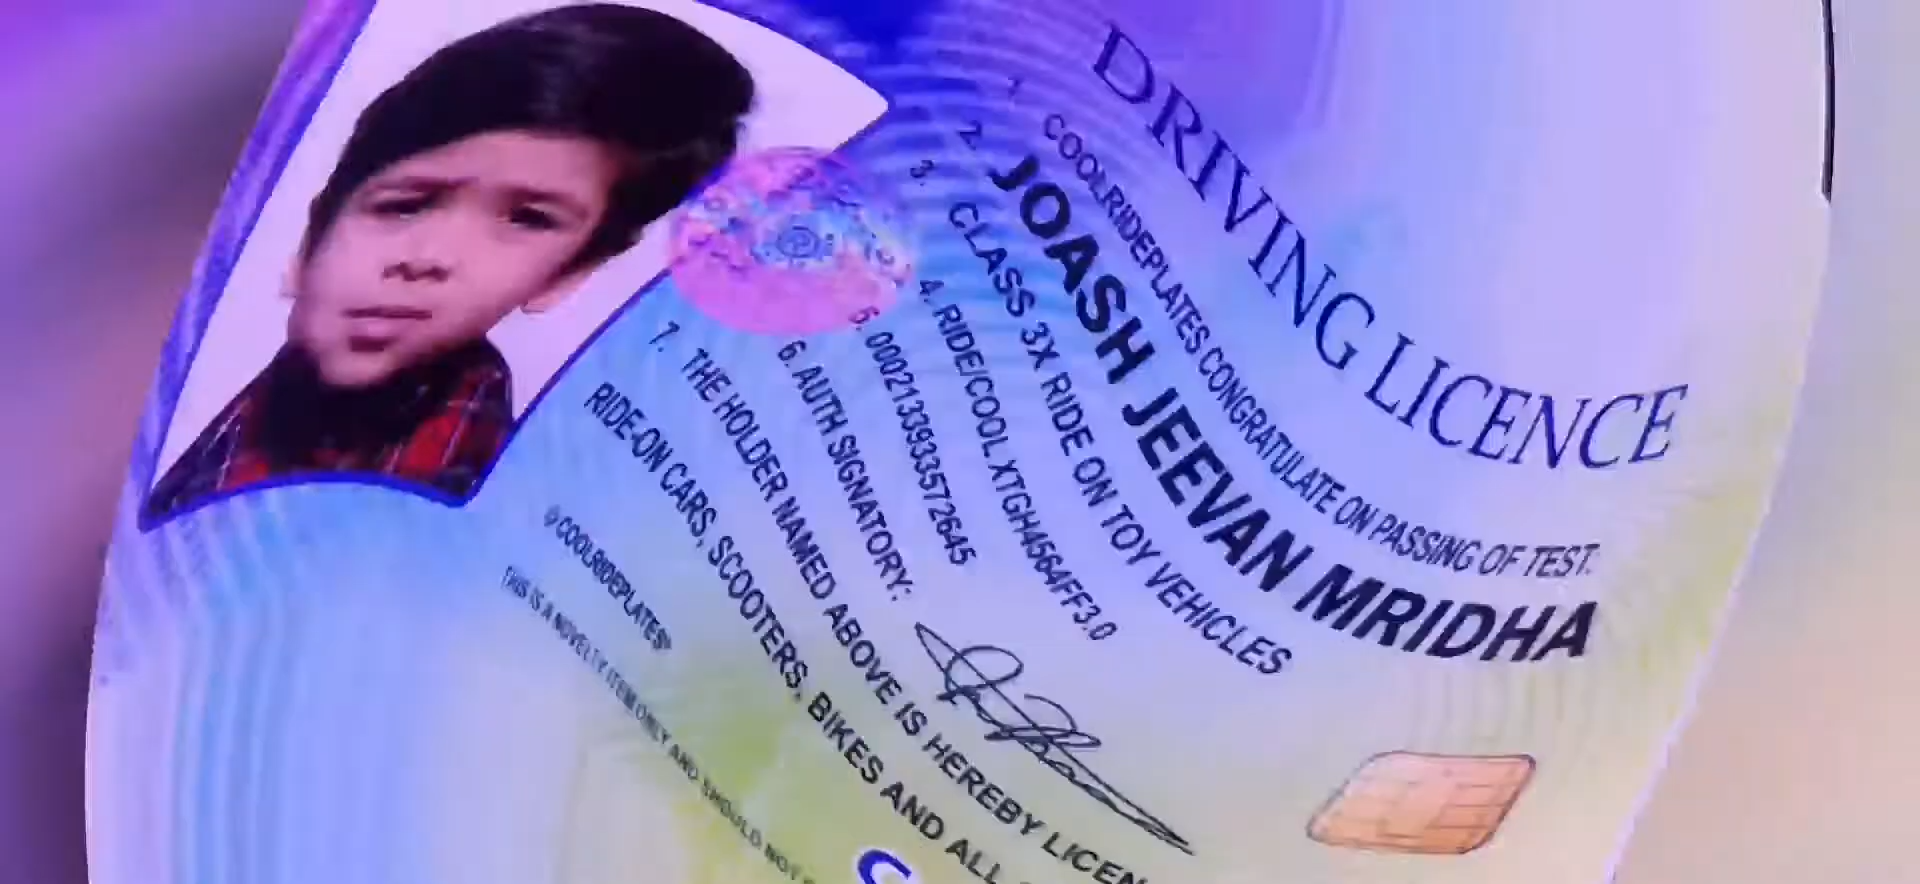 DRIVING LICENCE
1. COOLRIDEPLATES CONGRATULATE ON PASSING OF TEST:
2. JOASH JEEVAN MRIDHA
3. CLASS 3X RIDE ON TOY VEHICLES
4. RIDE/COOL XTGH4564FF3.0
5. 0002133933572645
6. AUTH SIGNATORY:
7. THE HOLDER NAMED ABOVE IS HEREBY LICEN
RIDE-ON CARS, SCOOTERS, BIKES AND ALL
© COOLRIDEPLATES®
THIS IS A NOVELTY ITEM ONLY AND SHOULD NOT
C